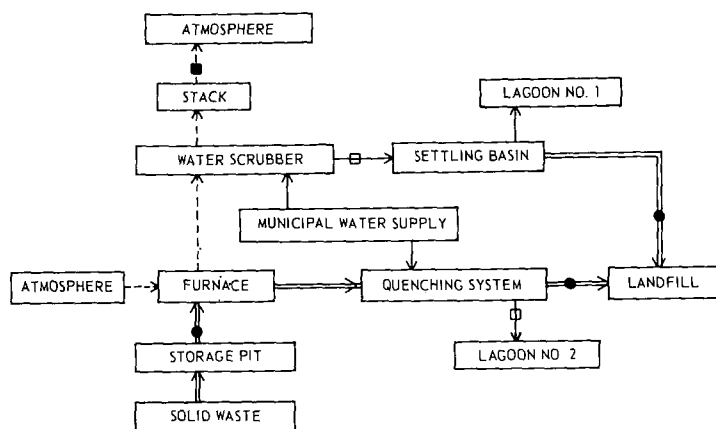 ATMOSPHERE
STACK
LAGOON NO. 1
WATER SCRUBBER
SETTLING BASIN
MUNICIPAL WATER SUPPLY
ATMOSPHERE
FURNACE
QUENCHING SYSTEM
LANDFILL
STORAGE PIT
LAGOON NO. 2
SOLID WASTE